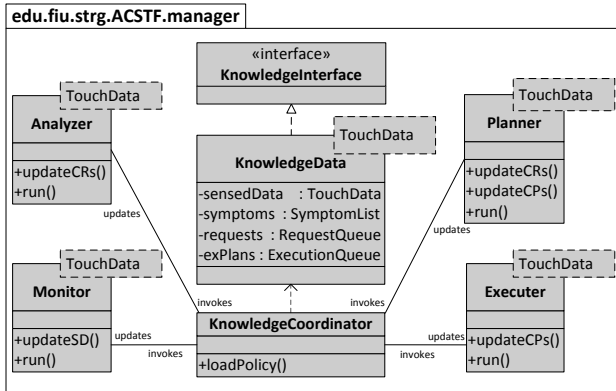 edu.fiu.strg.ACSTF.manager
«interface»
KnowledgeInterface
TouchData
Analyzer
+updateCRs()
+run()
TouchData
KnowledgeData
-sensedData : TouchData
-symptoms : SymptomList
-requests : RequestQueue
-exPlans : ExecutionQueue
TouchData
Planner
+updateCRs()
+updateCPs()
+run()
updates
updates
TouchData
Monitor
+updateSD()
+run()
invokes
invokes
updates
invokes
KnowledgeCoordinator
+loadPolicy()
updates
invokes
TouchData
Executer
+updateCPs()
+run()